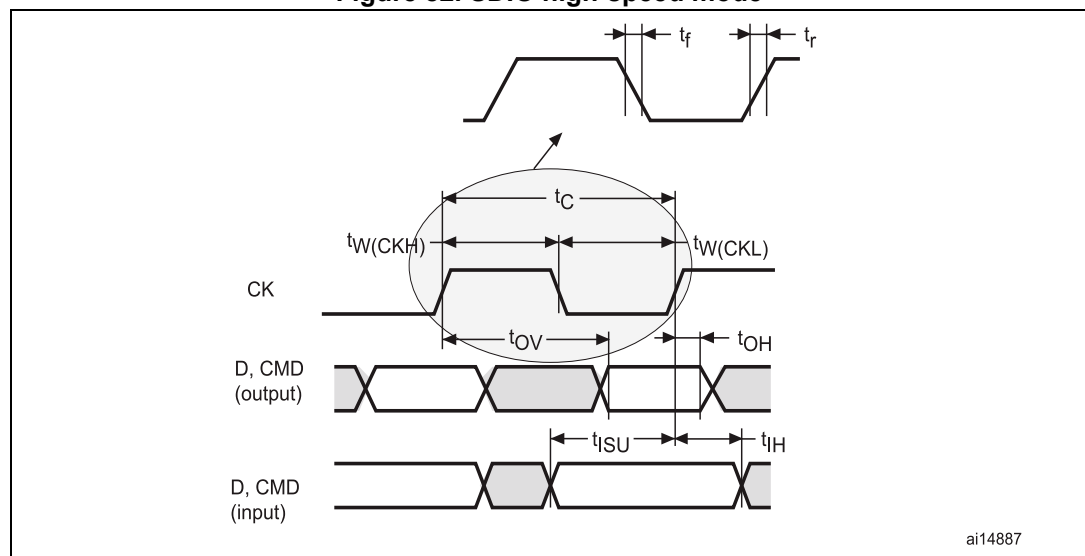 Figure SDIO high-speed mode
tf
tr
tC
tW(CKH)
tW(CKL)
CK
tOV
tOH
D, CMD
(output)
tISU
tIH
D, CMD
(input)
ai14887